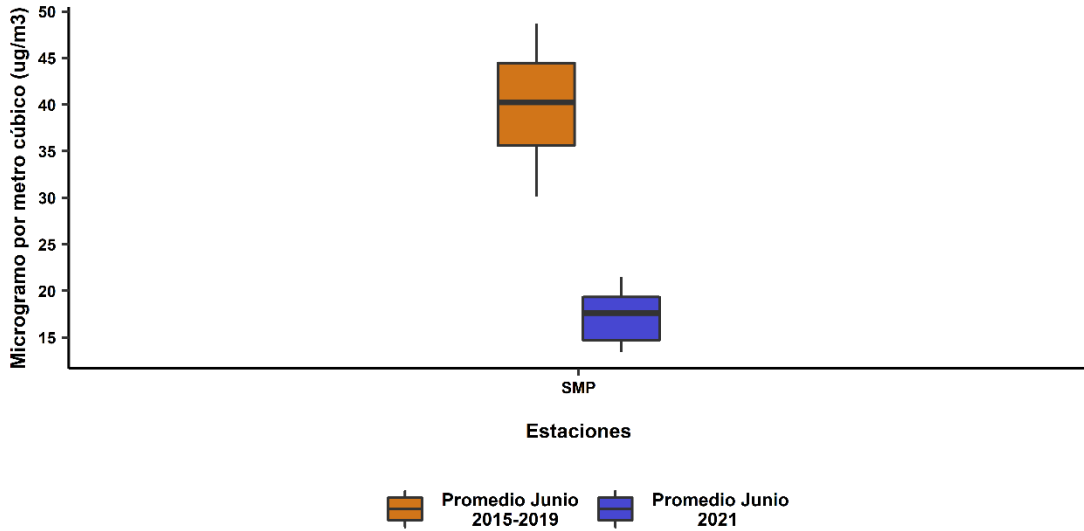 Microgramo por metro cúbico (ug/m3)
50
45
40
35
30
25
20
15
SMP
Estaciones
Promedio Junio
2015-2019
Promedio Junio
2021